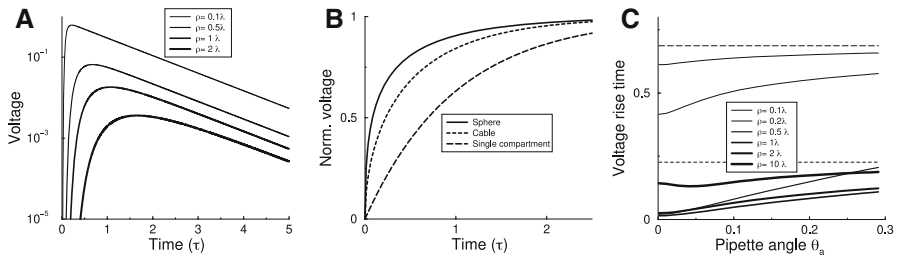 A
ρ= 0.1λ
ρ= 0.5λ
ρ= 1 λ
ρ= 2 λ
Voltage
10⁻¹
10⁻³
10⁻⁵
0 1 2 3 4 5
Time (τ)
B
Norm. voltage
1
0.5
0
Sphere
Cable
Single compartment
0 1 2
Time (τ)
C
Voltage rise time
0.5
0
ρ= 0.1λ
ρ= 0.2λ
ρ= 0.5 λ
ρ= 1λ
ρ= 2 λ
ρ= 10 λ
0 0.1 0.2 0.3
Pipette angle θₐ